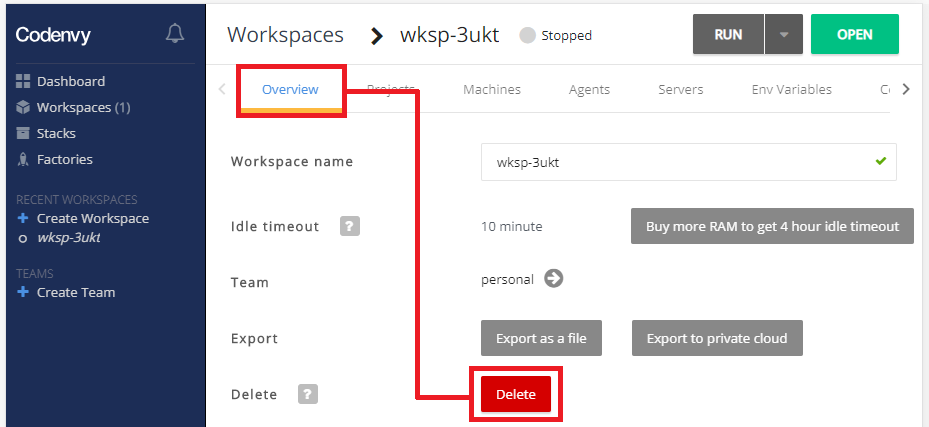 Codenvy
Dashboard
Workspaces (1)
Stacks
Factories
RECENT WORKSPACES
+ Create Workspace
wksp-3ukt
TEAMS
+ Create Team
Workspaces > wksp-3ukt Stopped RUN OPEN
Overview Projects Machines Agents Servers Env Variables
Workspace name wksp-3ukt
Idle timeout ? 10 minute Buy more RAM to get 4 hour idle timeout
Team personal
Export Export as a file Export to private cloud
Delete ? Delete